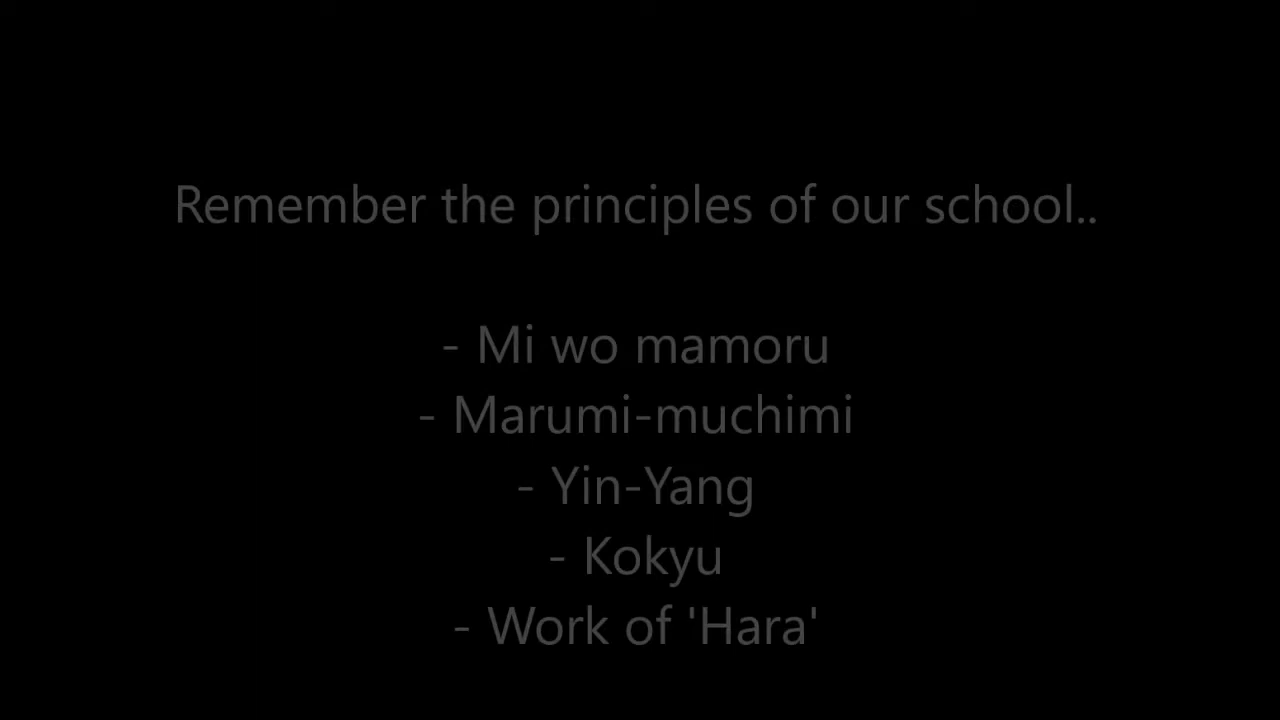 Remember the principles of our school..
- Mi wo mamoru
- Marumi-muchimi
- Yin-Yang
- Kokyu
- Work of 'Hara'